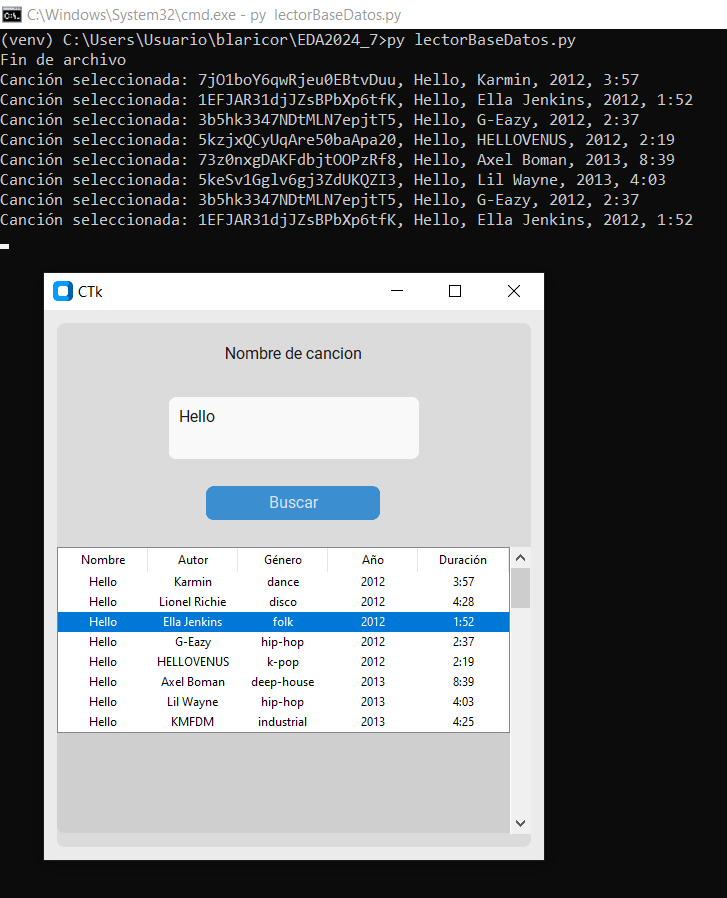 C:\Windows\System32\cmd.exe - py lectorBaseDatos.py
(venv) C:\Users\Usuario\blaricor\EDA2024_7>py lectorBaseDatos.py
Fin de archivo
Canción seleccionada: 7jO1boY6qwRjeu0EBtvDuu, Hello, Karmin, 2012, 3:57
Canción seleccionada: 1EFJAR31djJZsBPbXp6tfK, Hello, Ella Jenkins, 2012, 1:52
Canción seleccionada: 3b5hk3347NDtMLN7epjtT5, Hello, G-Eazy, 2012, 2:37
Canción seleccionada: 5kzjxQCyUqAre50baApa20, Hello, HELLOVENUS, 2012, 2:19
Canción seleccionada: 73z0nxgDAKFdbjtOOPzRf8, Hello, Axel Boman, 2013, 8:39
Canción seleccionada: 5keSv1Gglv6gj3ZdUKQZI3, Hello, Lil Wayne, 2013, 4:03
Canción seleccionada: 3b5hk3347NDtMLN7epjtT5, Hello, G-Eazy, 2012, 2:37
Canción seleccionada: 1EFJAR31djJZsBPbXp6tfK, Hello, Ella Jenkins, 2012, 1:52
CTk
Nombre de cancion
Hello
Buscar
Nombre Autor Género Año Duración
Hello Karmin dance 2012 3:57
Hello Lionel Richie disco 2012 4:28
Hello Ella Jenkins folk 2012 1:52
Hello G-Eazy hip-hop 2012 2:37
Hello HELLOVENUS k-pop 2012 2:19
Hello Axel Boman deep-house 2013 8:39
Hello Lil Wayne hip-hop 2013 4:03
Hello KMFDM industrial 2013 4:25